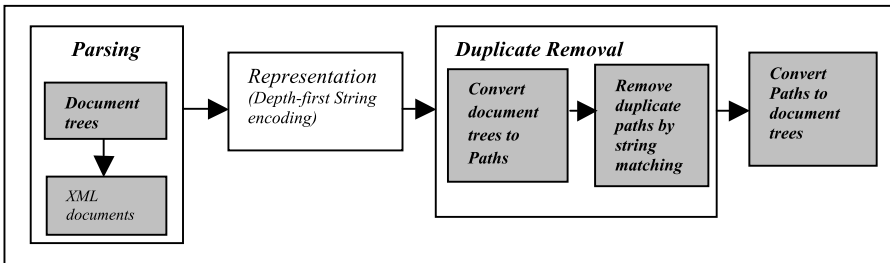 Parsing
Document
trees
XML
documents
Representation
(Depth-first String
encoding)
Duplicate Removal
Convert
document
trees to
Paths
Remove
duplicate
paths by
string
matching
Convert
Paths to
document
trees